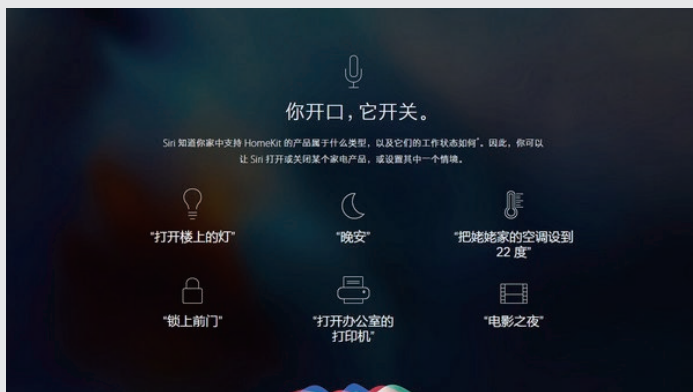 你开口，它开关。
Siri 知道你家中支持 HomeKit 的产品属于什么类型，以及它们的工作状态如何*。因此，你可以
让 Siri 打开或关闭某个家电产品，或设置其中一个情境。
“打开楼上的灯”
“晚安”
“把姥姥家的空调设到
22 度”
“锁上前门”
“打开办公室的
打印机”
“电影之夜”